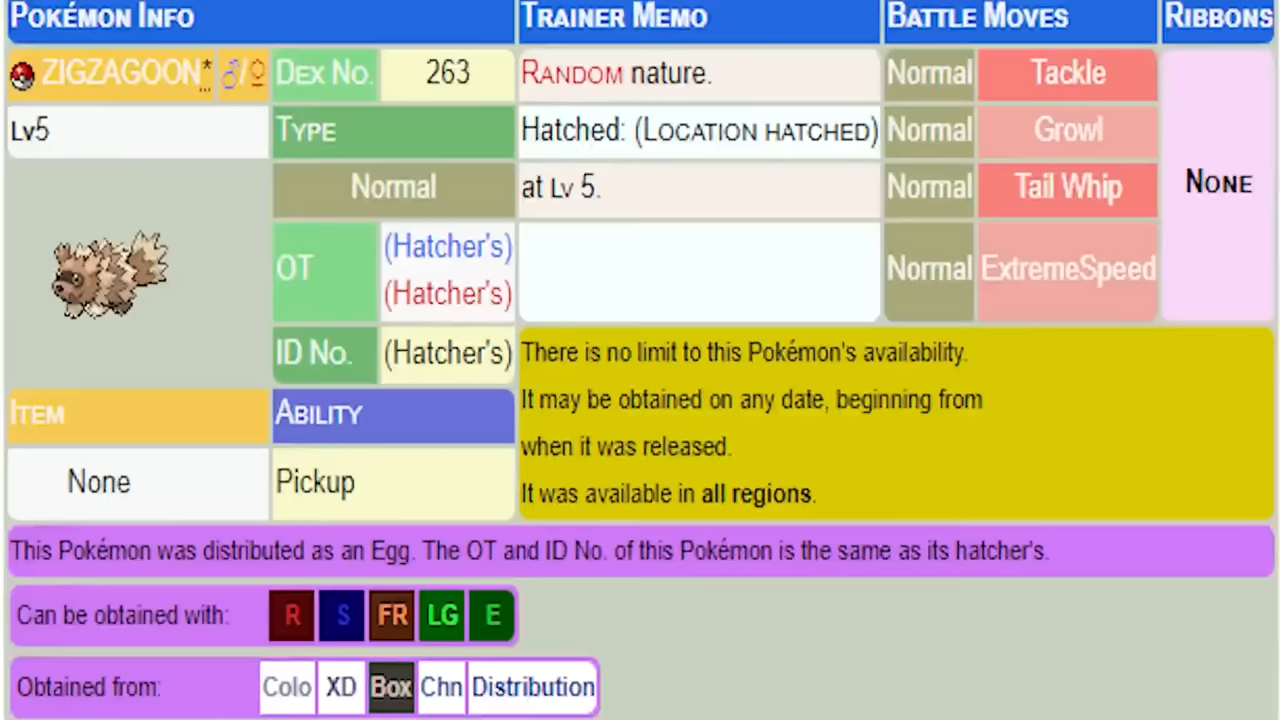 POKÉMON INFO TRAINER MEMO BATTLE MOVES RIBBONS
ZIGZAGOON* ♂/♀ DEX NO. 263 RANDOM nature. Normal Tackle
Lv5 TYPE Hatched: (LOCATION HATCHED) Normal Growl
Normal at Lv 5. Normal Tail Whip NONE
OT (Hatcher's) Normal ExtremeSpeed
(Hatcher's)
ID NO. (Hatcher's) There is no limit to this Pokémon's availability.
ITEM ABILITY It may be obtained on any date, beginning from
when it was released.
None Pickup It was available in all regions.
This Pokémon was distributed as an Egg. The OT and ID No. of this Pokémon is the same as its hatcher's.
Can be obtained with: R S FR LG E
Obtained from: Colo XD Box Chn Distribution